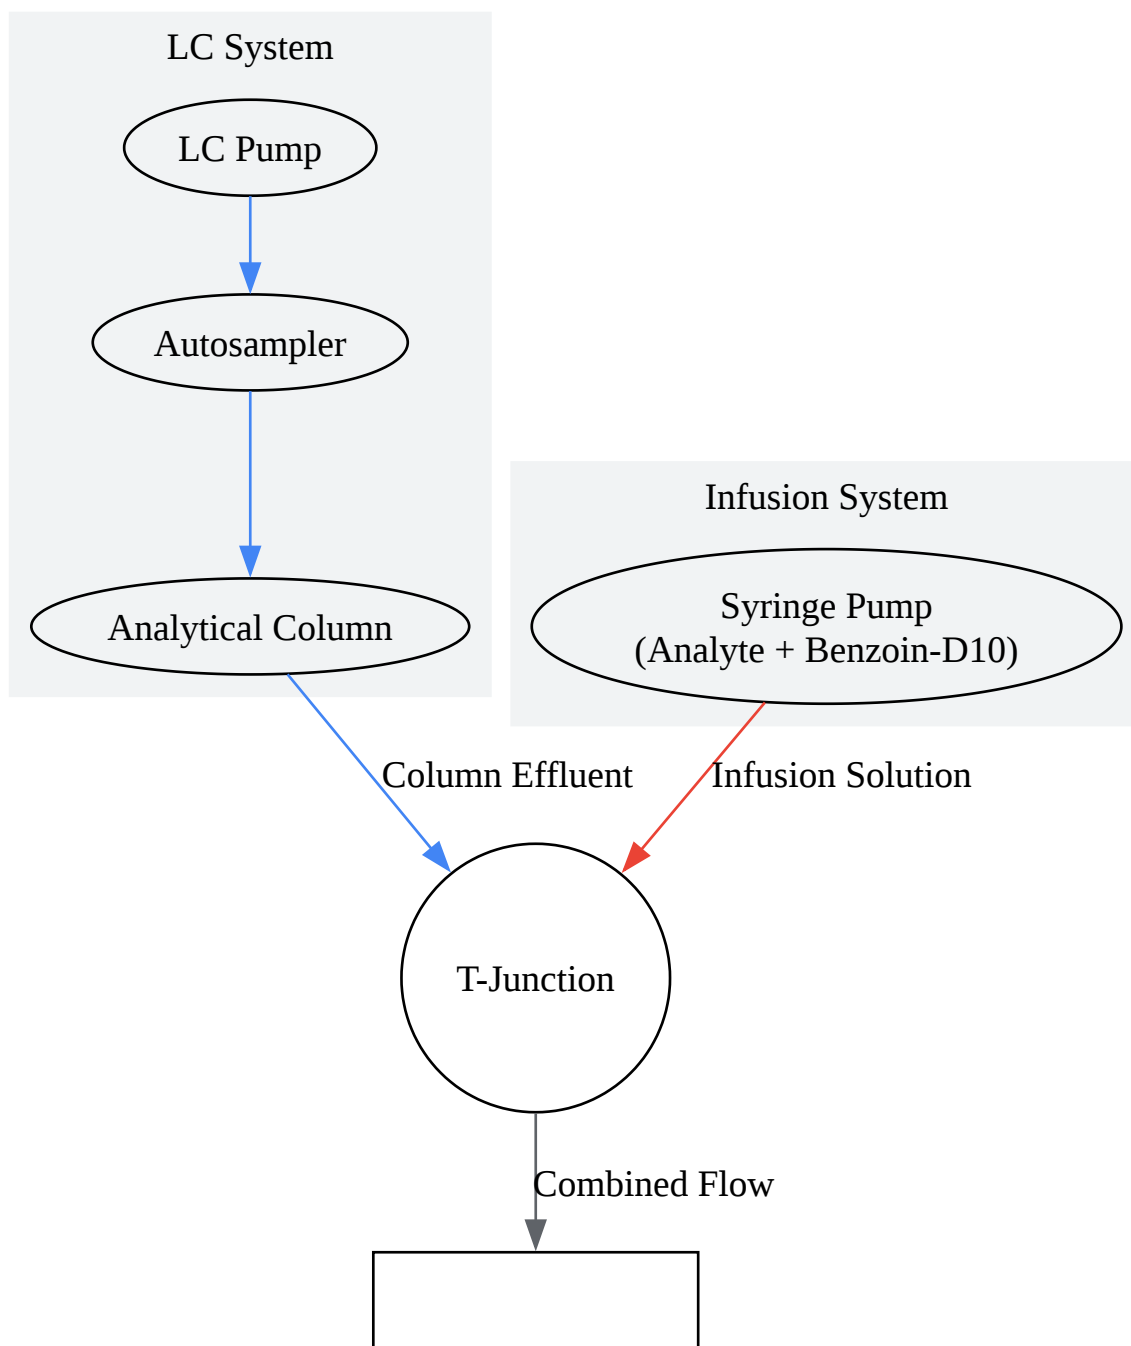 LC System
LC Pump
Autosampler
Infusion System
Syringe Pump
(Analyte + Benzoin-D10)
Analytical Column
Column Effluent
Infusion Solution
T-Junction
Combined Flow